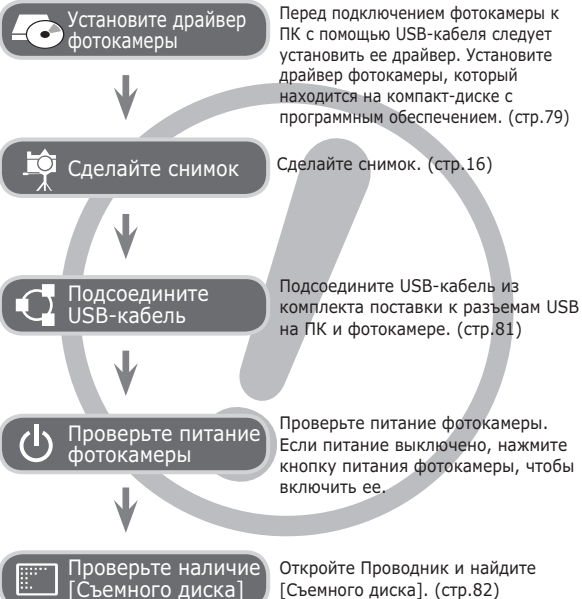 Установите драйвер
фотокамеры
Перед подключением фотокамеры к
ПК с помощью USB-кабеля следует
установить ее драйвер. Установите
драйвер фотокамеры, который
находится на компакт-диске с
программным обеспечением. (стр.79)
Сделайте снимок
Сделайте снимок. (стр.16)
Подсоедините
USB-кабель
Подсоедините USB-кабель из
комплекта поставки к разъемам USB
на ПК и фотокамере. (стр.81)
Проверьте питание
фотокамеры
Проверьте питание фотокамеры.
Если питание выключено, нажмите
кнопку питания фотокамеры, чтобы
включить ее.
Проверьте наличие
[Съемного диска]
Откройте Проводник и найдите
[Съемного диска]. (стр.82)